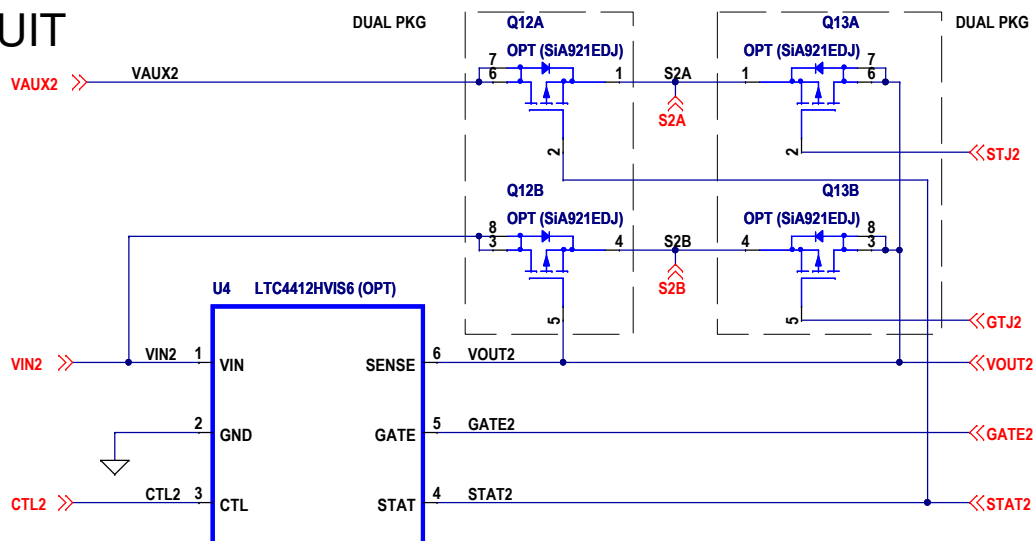 UIT
DUAL PKG
Q12A
Q13A
DUAL PKG
OPT (SiA921EDJ)
OPT (SiA921EDJ)
VAUX2
VAUX2
7
6
1
S2A
1
7
6
S2A
2
2
STJ2
Q12B
Q13B
OPT (SiA921EDJ)
OPT (SiA921EDJ)
8
3
4
S2B
4
8
3
S2B
U4 LTC4412HVIS6 (OPT)
5
5
GTJ2
VIN2
VIN2
1
VIN
SENSE
6
VOUT2
VOUT2
2
GND
GATE
5
GATE2
GATE2
CTL2
CTL2
3
CTL
STAT
4
STAT2
STAT2